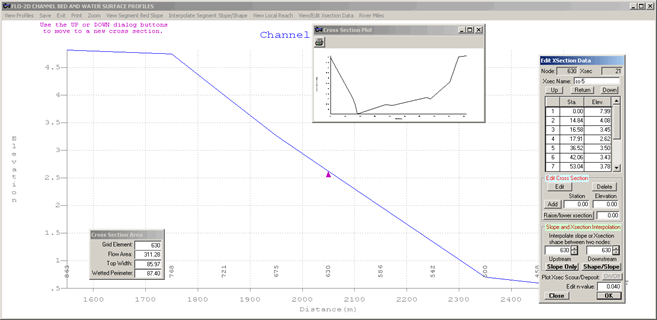 FLO-2D CHANNEL BED AND WATER SURFACE PROFILES
View Profiles Save Exit Print Zoom View Segment Bed Slope Interpolate Segment Slope/Shape View Local Reach View/Edit Xsection Data River Miles
Use the UP or DOWN dialog buttons
to move to a new cross section.
Channel
Cross Section Plot
Elevation
4.5
4
3.5
3
2.5
2
1.5
1
.5
863
768
721
675
630
586
542
500
1600
1700
1800
1900
2000
2100
2200
2300
2400
Distance(m)
Cross Section Area
Grid Element: 630
Flow Area: 311.28
Top Width: 85.97
Wetted Perimeter: 87.40
Edit XSection Data
Node: 630 Xsec 21
Xsec Name:
Up Return Down
Sta. Elev.
1 0.00 7.99
2 14.84 4.08
3 16.58 3.45
4 17.91 2.62
5 36.52 3.50
6 42.06 3.43
7 53.04 3.78
Edit Cross Section
Edit Delete
Station Elevation
Add 0.00 0.00
Raise/lower xsection 0.00
Slope and Xsection Interpolation
Interpolate slope or Xsection
shape between two nodes:
630 630
Upstream Downstream
Slope Only Shape/Slope
Plot Xsec Scour/Deposit:
Edit n-value: 0.040
Close OK